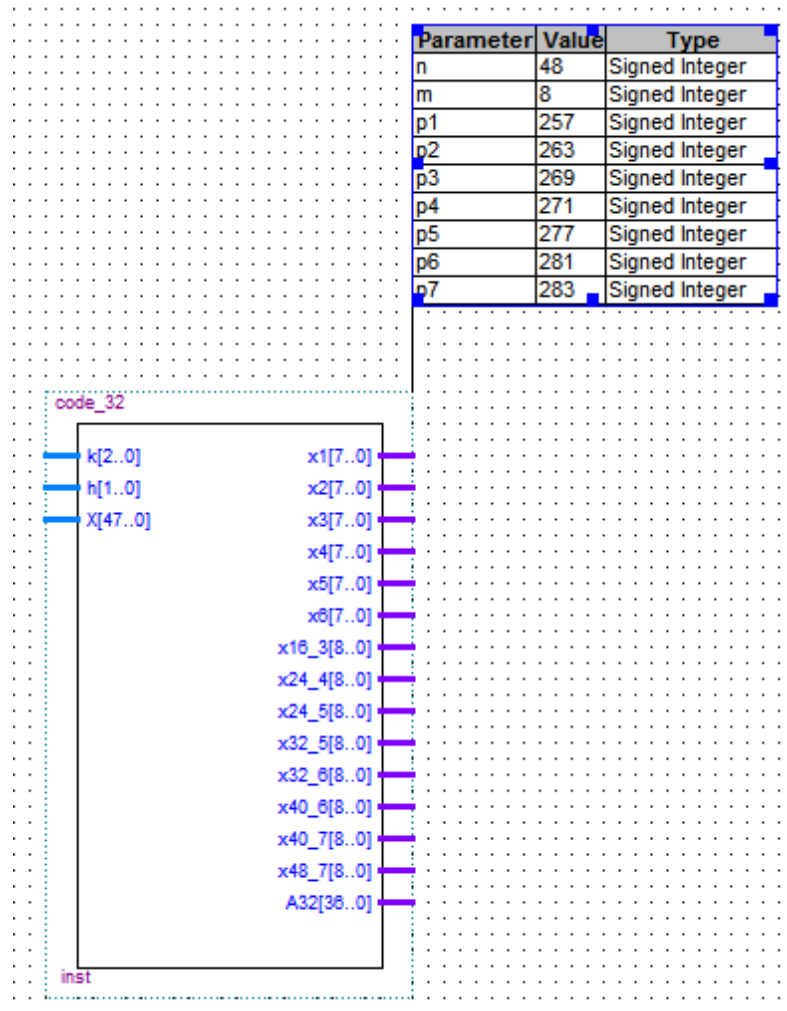 Parameter Value Type
n 48 Signed Integer
m 8 Signed Integer
p1 257 Signed Integer
p2 263 Signed Integer
p3 269 Signed Integer
p4 271 Signed Integer
p5 277 Signed Integer
p6 281 Signed Integer
p7 283 Signed Integer
code_32
k[2..0] x1[7..0]
h[1..0] x2[7..0]
X[47..0] x3[7..0]
x4[7..0]
x5[7..0]
x6[7..0]
x16_3[8..0]
x24_4[8..0]
x24_5[8..0]
x32_5[8..0]
x32_6[8..0]
x40_6[8..0]
x40_7[8..0]
x48_7[8..0]
A32[36..0]
inst